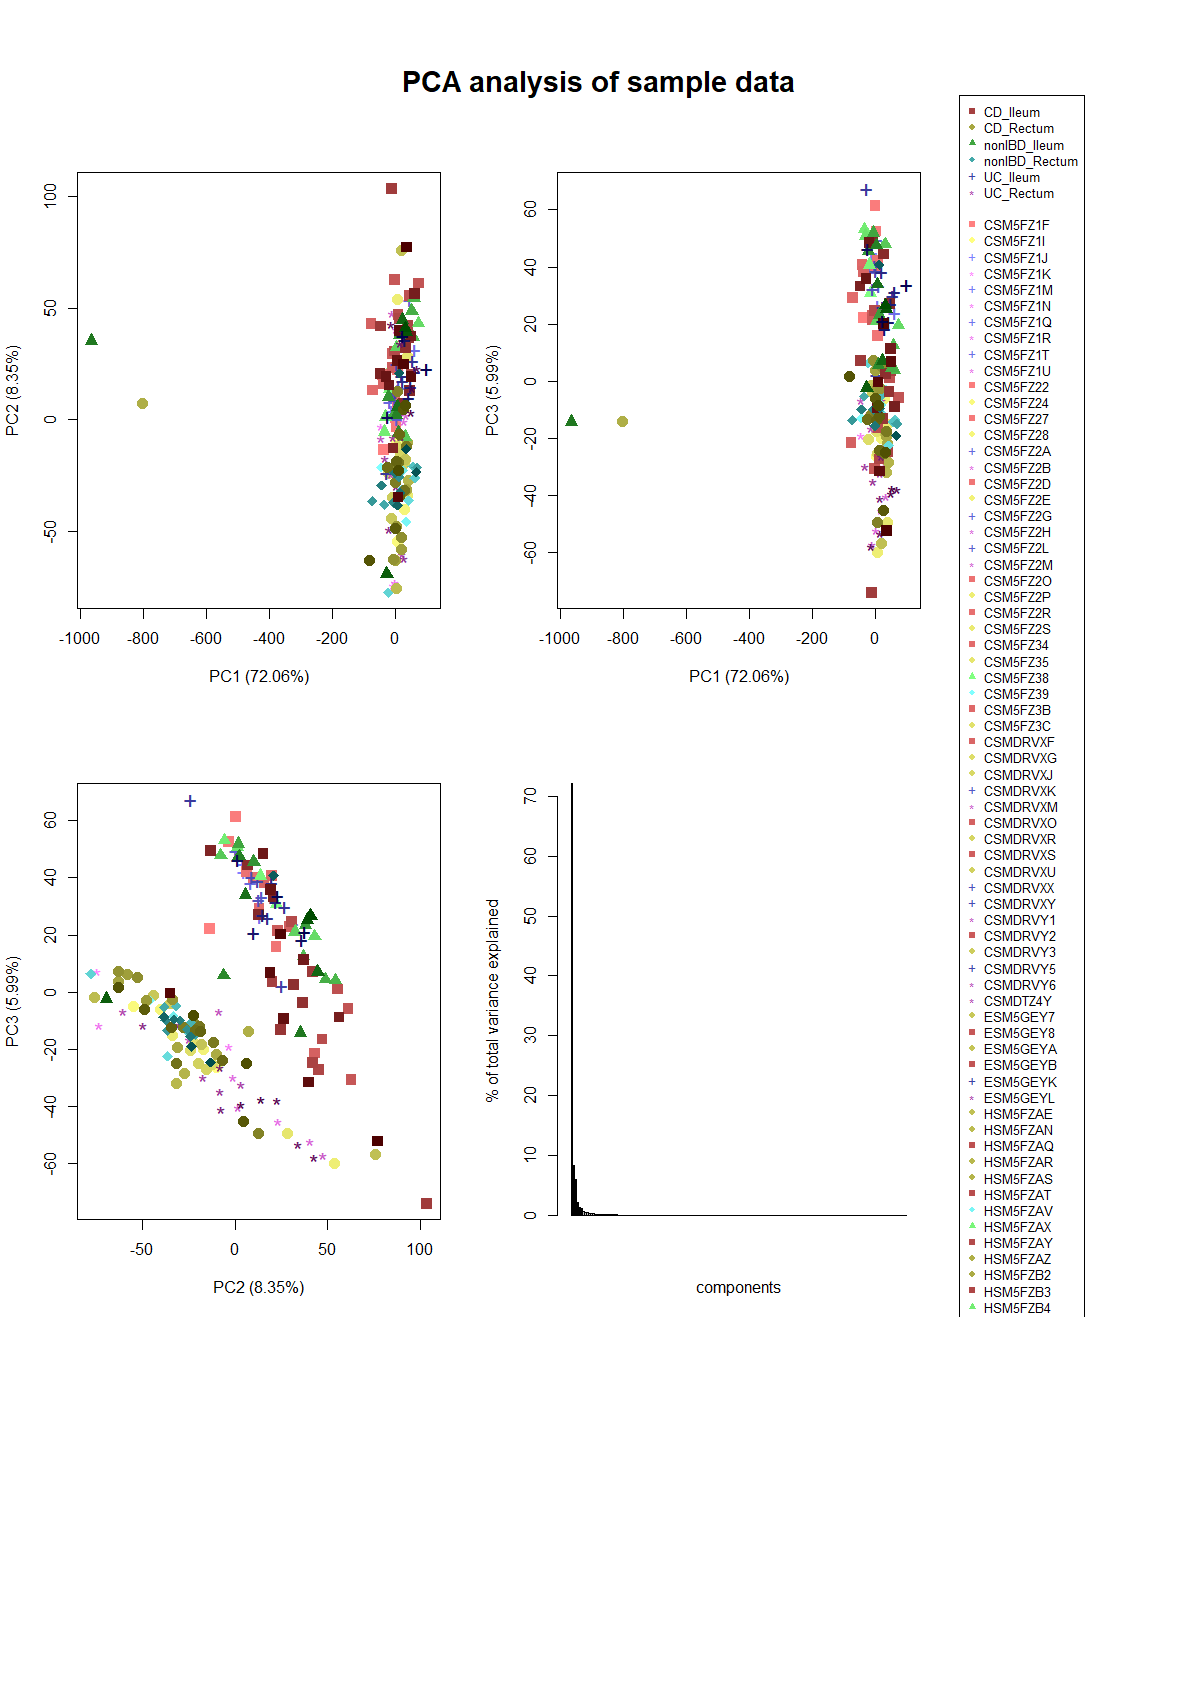 PCA analysis of sample data
100
50
0
-50
PC2 (8.35%)
-1000
-800
-600
-400
-200
0
PC1 (72.06%)
60
40
20
0
-20
-40
-60
PC3 (5.99%)
-1000
-800
-600
-400
-200
0
PC1 (72.06%)
60
40
20
0
-20
-40
-60
PC3 (5.99%)
-50
0
50
100
PC2 (8.35%)
70
60
50
40
30
20
10
0
% of total variance explained
components
CD_Ileum
CD_Rectum
nonIBD_Ileum
nonIBD_Rectum
UC_Ileum
UC_Rectum
CSM5FZ1F
CSM5FZ1I
CSM5FZ1J
CSM5FZ1K
CSM5FZ1M
CSM5FZ1N
CSM5FZ1Q
CSM5FZ1R
CSM5FZ1T
CSM5FZ1U
CSM5FZ22
CSM5FZ24
CSM5FZ27
CSM5FZ28
CSM5FZ2A
CSM5FZ2B
CSM5FZ2D
CSM5FZ2E
CSM5FZ2G
CSM5FZ2H
CSM5FZ2L
CSM5FZ2M
CSM5FZ2O
CSM5FZ2P
CSM5FZ2R
CSM5FZ2S
CSM5FZ34
CSM5FZ35
CSM5FZ38
CSM5FZ39
CSM5FZ3B
CSM5FZ3C
CSMDRVXF
CSMDRVXG
CSMDRVXJ
CSMDRVXK
CSMDRVXM
CSMDRVXO
CSMDRVXR
CSMDRVXS
CSMDRVXU
CSMDRVXX
CSMDRVXY
CSMDRVY1
CSMDRVY2
CSMDRVY3
CSMDRVY5
CSMDRVY6
CSMDTZ4Y
ESM5GEY7
ESM5GEY8
ESM5GEYA
ESM5GEYB
ESM5GEYK
ESM5GEYL
HSM5FZAE
HSM5FZAN
HSM5FZAQ
HSM5FZAR
HSM5FZAS
HSM5FZAT
HSM5FZAV
HSM5FZAX
HSM5FZAY
HSM5FZAZ
HSM5FZB2
HSM5FZB3
HSM5FZB4